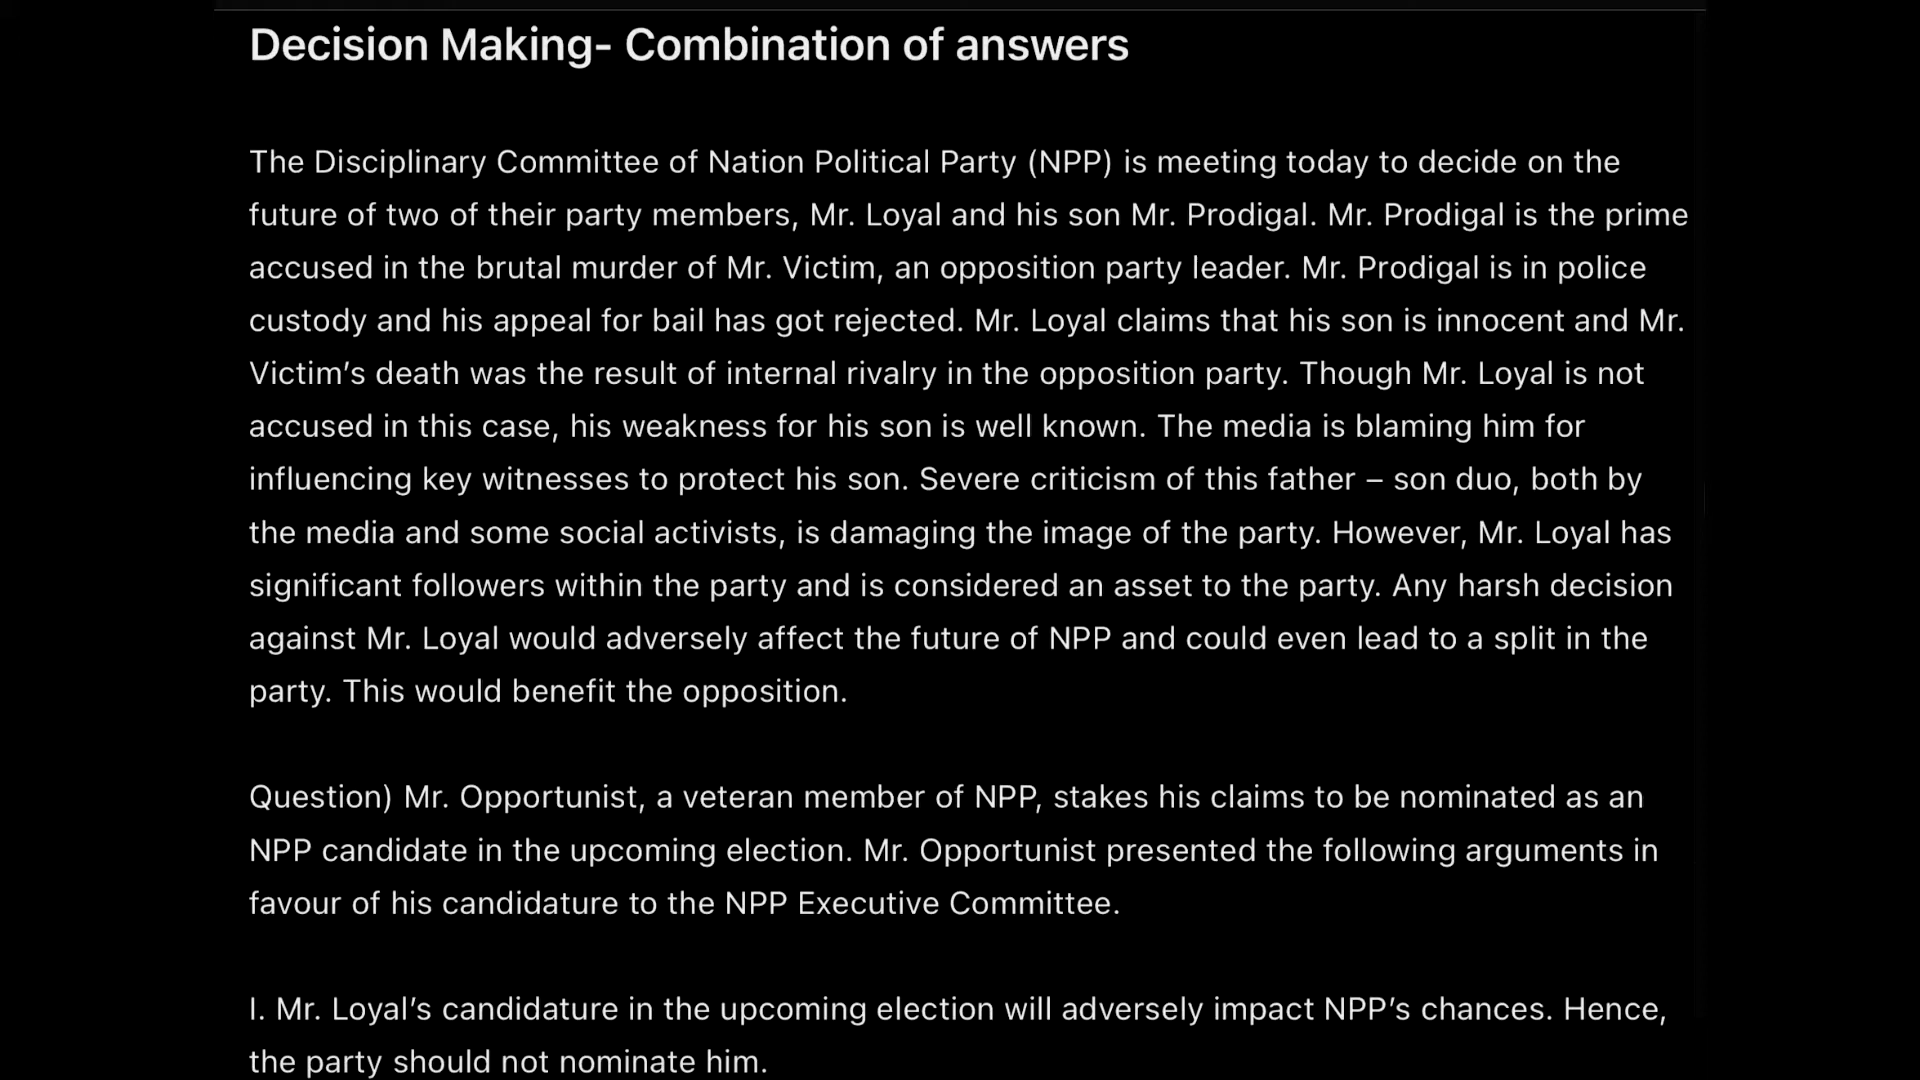 Decision Making- Combination of answers
The Disciplinary Committee of Nation Political Party (NPP) is meeting today to decide on the
future of two of their party members, Mr. Loyal and his son Mr. Prodigal. Mr. Prodigal is the prime
accused in the brutal murder of Mr. Victim, an opposition party leader. Mr. Prodigal is in police
custody and his appeal for bail has got rejected. Mr. Loyal claims that his son is innocent and Mr.
Victim’s death was the result of internal rivalry in the opposition party. Though Mr. Loyal is not
accused in this case, his weakness for his son is well known. The media is blaming him for
influencing key witnesses to protect his son. Severe criticism of this father – son duo, both by
the media and some social activists, is damaging the image of the party. However, Mr. Loyal has
significant followers within the party and is considered an asset to the party. Any harsh decision
against Mr. Loyal would adversely affect the future of NPP and could even lead to a split in the
party. This would benefit the opposition.
Question) Mr. Opportunist, a veteran member of NPP, stakes his claims to be nominated as an
NPP candidate in the upcoming election. Mr. Opportunist presented the following arguments in
favour of his candidature to the NPP Executive Committee.
I. Mr. Loyal’s candidature in the upcoming election will adversely impact NPP’s chances. Hence,
the party should not nominate him.